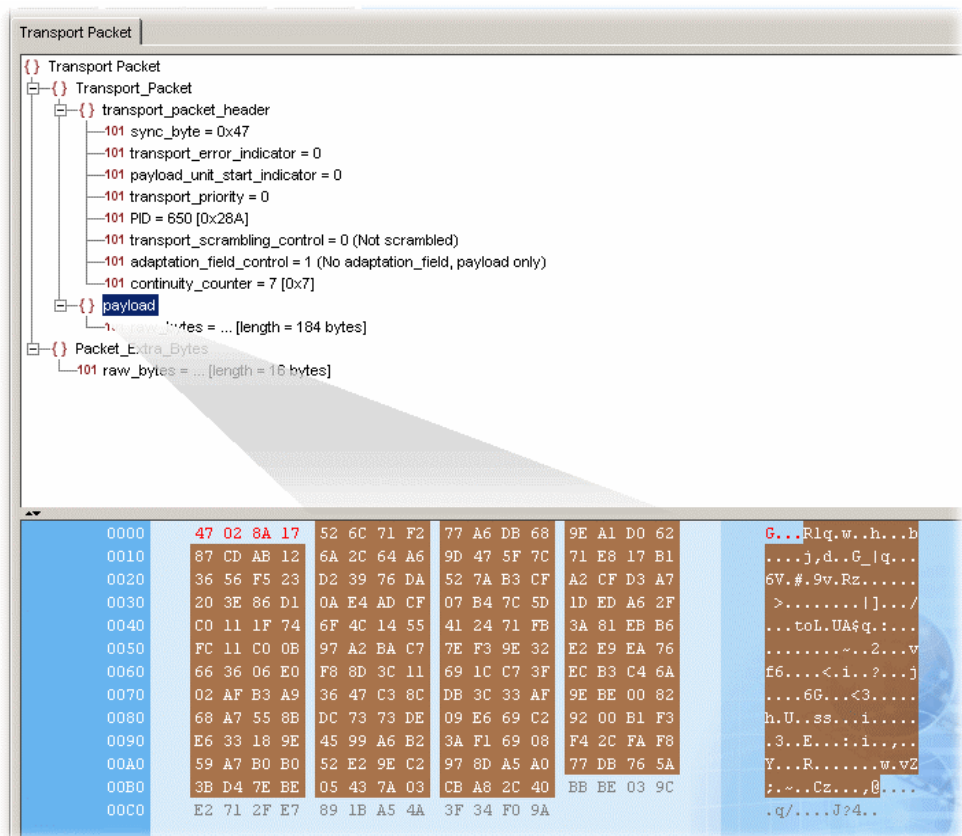 Transport Packet
{} Transport Packet
{} Transport_Packet
{} transport_packet_header
101 sync_byte = 0x47
101 transport_error_indicator = 0
101 payload_unit_start_indicator = 0
101 transport_priority = 0
101 PID = 650 [0x28A]
101 transport_scrambling_control = 0 (Not scrambled)
101 adaptation_field_control = 1 (No adaptation_field, payload only)
101 continuity_counter = 7 [0x7]
{} payload
raw_bytes = ... [length = 184 bytes]
{} Packet_Extra_Bytes
101 raw_bytes = ... [length = 16 bytes]
0000 47 02 8A 17 52 6C 71 F2 77 A6 DB 68 9E A1 D0 62 G...Rlq.w..h...b
0010 87 CD AB 12 6A 2C 64 A6 9D 47 5F 7C 71 E8 17 B1 ....j,d..G_|q...
0020 36 56 F5 23 D2 39 76 DA 52 7A B3 CF A2 CF D3 A7 6V.#.9v.Rz......
0030 20 3E 86 D1 0A E4 AD CF 07 B4 7C 5D 1D ED A6 2F >........|].../
0040 C0 11 1F 74 6F 4C 14 55 41 24 71 FB 3A 81 EB B6 ...toL.UA$q.:...
0050 FC 11 C0 0B 97 A2 BA C7 7E F3 9E 32 E2 E9 EA 76 ........~..2...v
0060 66 36 06 E0 F8 8D 3C 11 69 1C C7 3F EC B3 C4 6A f6....<.i..?...j
0070 02 AF B3 A9 36 47 C3 8C DB 3C 33 AF 9E BE 00 82 ....6G...<3.....
0080 68 A7 55 8B DC 73 73 DE 09 E6 69 C2 92 00 B1 F3 h.U..ss...i.....
0090 E6 33 18 9E 45 99 A6 B2 3A F1 69 08 F4 2C FA F8 .3..E...:.i..,..
00A0 59 A7 B0 B0 52 E2 9E C2 97 8D A5 A0 77 DB 76 5A Y...R.......w.vZ
00B0 3B D4 7E BE 05 43 7A 03 CB A8 2C 40 BB BE 03 9C ;.~..Cz...,@....
00C0 E2 71 2F E7 89 1B A5 4A 3F 34 F0 9A .q/....J?4..